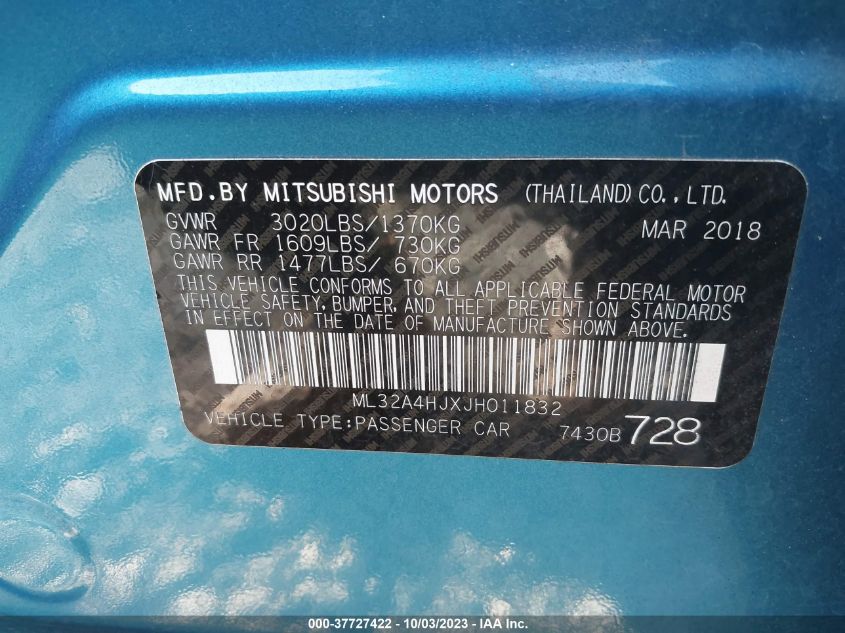 MFD.BY MITSUBISHI MOTORS (THAILAND) CO.,LTD.
GVWR 3020LBS/1370KG MAR 2018
GAWR FR 1609LBS/ 730KG
GAWR RR 1477LBS/ 670KG
THIS VEHICLE CONFORMS TO ALL APPLICABLE FEDERAL MOTOR
VEHICLE SAFETY, BUMPER, AND THEFT PREVENTION STANDARDS
IN EFFECT ON THE DATE OF MANUFACTURE SHOWN ABOVE.
ML32A4HJXJH011832
VEHICLE TYPE:PASSENGER CAR 7430B 728
000-37727422 - 10/03/2023 - IAA Inc.